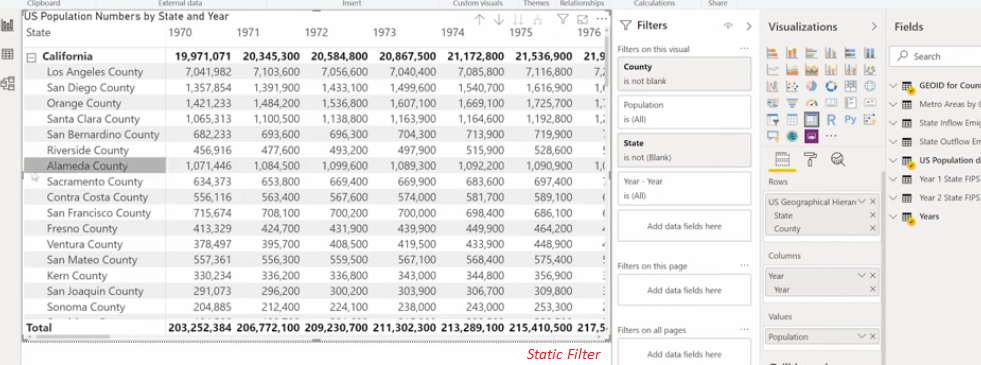 Clipboard External data Insert Custom visuals Themes Relationships Calculations Share
US Population Numbers by State and Year
State 1970 1971 1972 1973 1974 1975 1976
California 19,971,071 20,345,300 20,584,800 20,867,500 21,172,800 21,536,900 21,9
Los Angeles County 7,041,982 7,103,600 7,056,600 7,040,400 7,085,800 7,116,800 7,
San Diego County 1,357,854 1,391,900 1,433,100 1,499,600 1,540,700 1,616,900 1,
Orange County 1,421,233 1,484,200 1,536,800 1,607,100 1,669,100 1,725,700 1,
Santa Clara County 1,065,313 1,100,500 1,138,800 1,163,900 1,164,600 1,192,800 1,
San Bernardino County 682,233 693,600 696,300 704,300 713,900 719,900
Riverside County 456,916 477,600 493,200 497,900 515,900 528,600
Alameda County 1,071,446 1,084,500 1,099,600 1,089,300 1,092,200 1,090,900 1,0
Sacramento County 634,373 653,800 669,400 669,900 683,600 697,400
Contra Costa County 556,116 563,400 567,600 574,000 581,700 589,100
San Francisco County 715,674 708,100 700,200 700,000 698,400 686,100
Fresno County 413,329 424,700 431,900 439,900 449,900 464,200
Ventura County 378,497 395,700 408,500 419,500 433,900 448,900
San Mateo County 557,361 556,300 559,500 567,100 568,400 575,400
Kern County 330,234 336,200 336,800 343,000 344,800 356,900
San Joaquin County 291,073 296,200 300,200 303,900 306,700 309,800
Sonoma County 204,885 212,400 224,100 238,000 243,000 253,300
Total 203,252,384 206,772,100 209,230,700 211,302,300 213,289,100 215,410,500 217,5
Static Filter
Filters
Filters on this visual
County
is not blank
Population
is (All)
State
is not (Blank)
Year - Year
is (All)
Add data fields here
Filters on this page
Add data fields here
Filters on all pages
Add data fields here
Visualizations
R Py
Rows
US Geographical Hierar
State
County
Columns
Year
Year
Values
Population
Fields
Search
GEOID for Coun
Metro Areas by C
State Inflow Emig
State Outflow Em
US Population d
Year 1 State FIPS
Year 2 State FIPS
Years